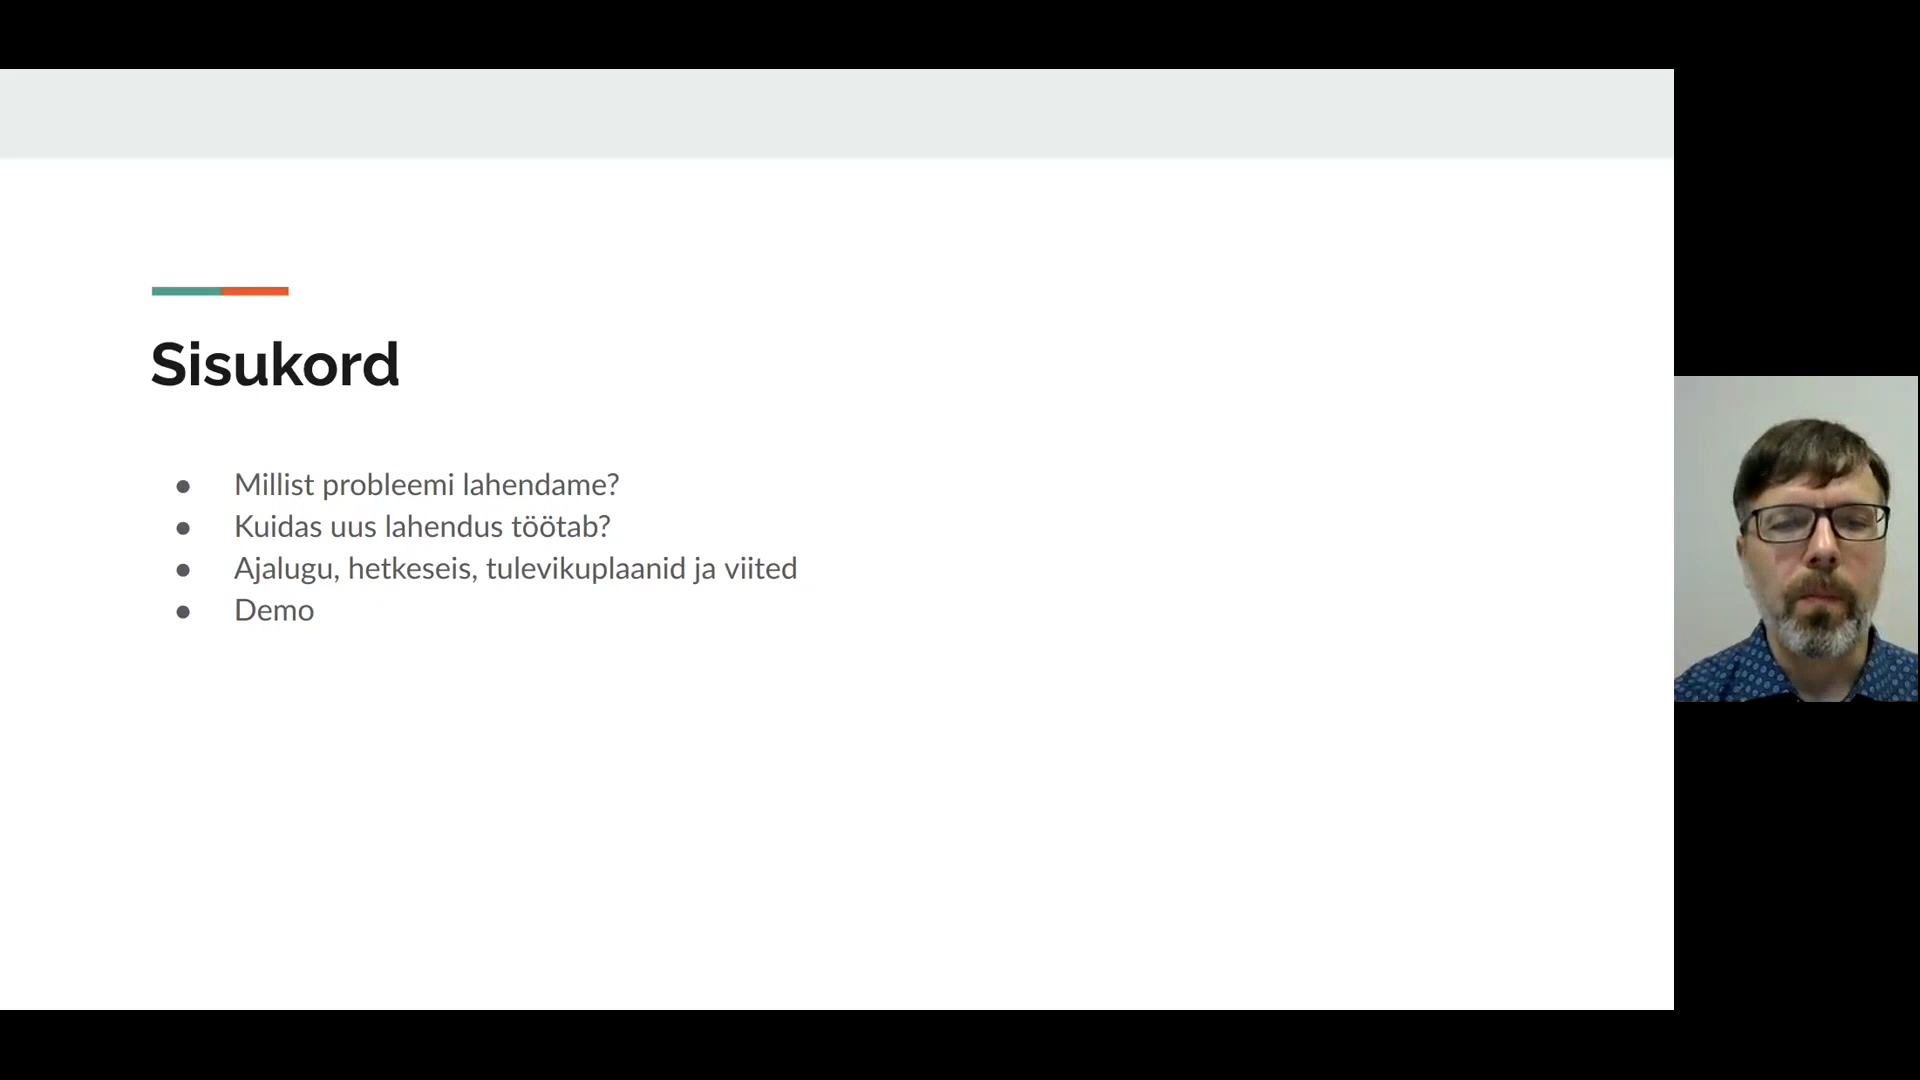 Sisukord
● Millist probleemi lahendame?
● Kuidas uus lahendus töötab?
● Ajalugu, hetkeseis, tulevikuplaanid ja viited
● Demo